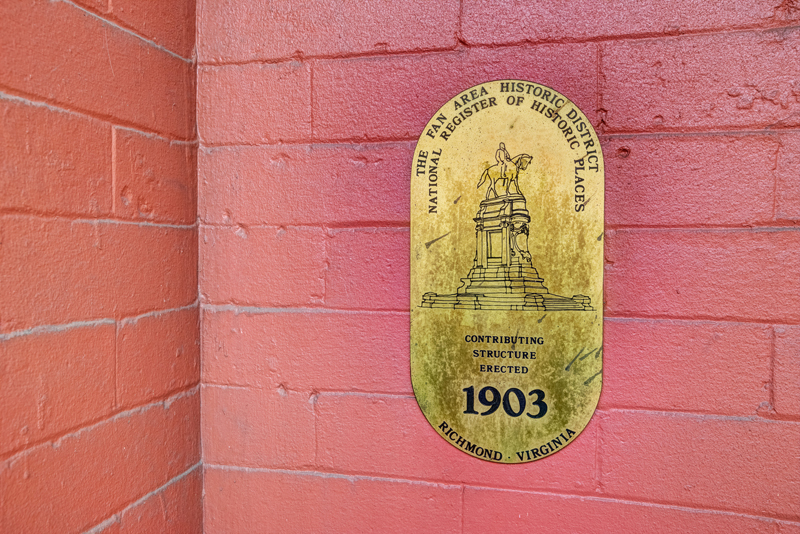 THE FAN AREA HISTORIC DISTRICT
NATIONAL REGISTER OF HISTORIC PLACES
CONTRIBUTING
STRUCTURE
ERECTED
1903
RICHMOND · VIRGINIA